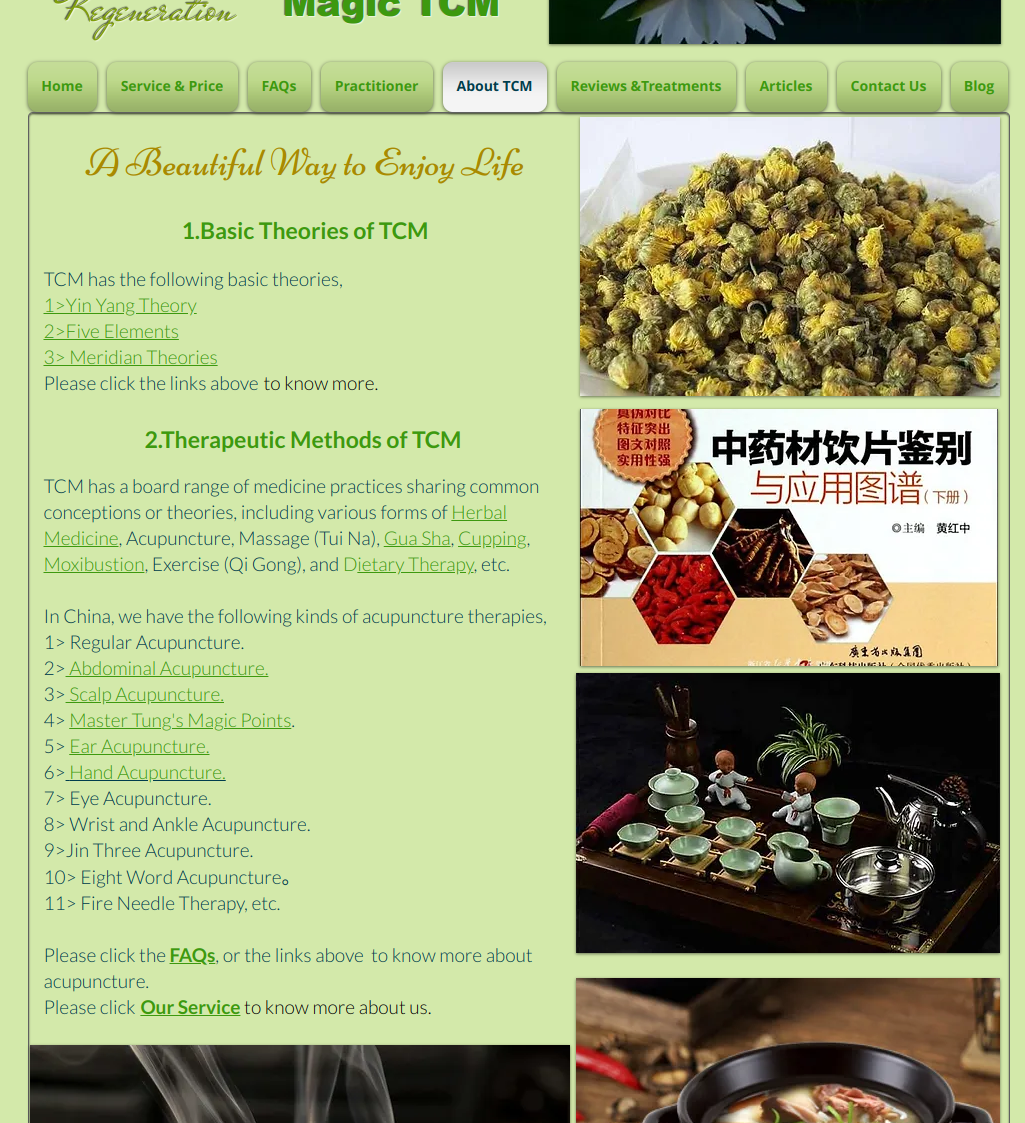 Regeneration
Magic TCM
Home
Service & Price
FAQs
Practitioner
About TCM
Reviews &Treatments
Articles
Contact Us
Blog
A Beautiful Way to Enjoy Life
1.Basic Theories of TCM
TCM has the following basic theories,
1>Yin Yang Theory
2>Five Elements
3> Meridian Theories
Please click the links above to know more.
2.Therapeutic Methods of TCM
TCM has a board range of medicine practices sharing common
conceptions or theories, including various forms of Herbal
Medicine, Acupuncture, Massage (Tui Na), Gua Sha, Cupping,
Moxibustion, Exercise (Qi Gong), and Dietary Therapy, etc.
In China, we have the following kinds of acupuncture therapies,
1> Regular Acupuncture.
2> Abdominal Acupuncture.
3> Scalp Acupuncture.
4> Master Tung's Magic Points.
5> Ear Acupuncture.
6> Hand Acupuncture.
7> Eye Acupuncture.
8> Wrist and Ankle Acupuncture.
9>Jin Three Acupuncture.
10> Eight Word Acupuncture。
11> Fire Needle Therapy, etc.
Please click the FAQs, or the links above  to know more about
acupuncture.
Please click Our Service to know more about us.
真伪对比
特征突出
图文对照
实用性强
中药材饮片鉴别
与应用图谱(下册)
◎主编 黄红中